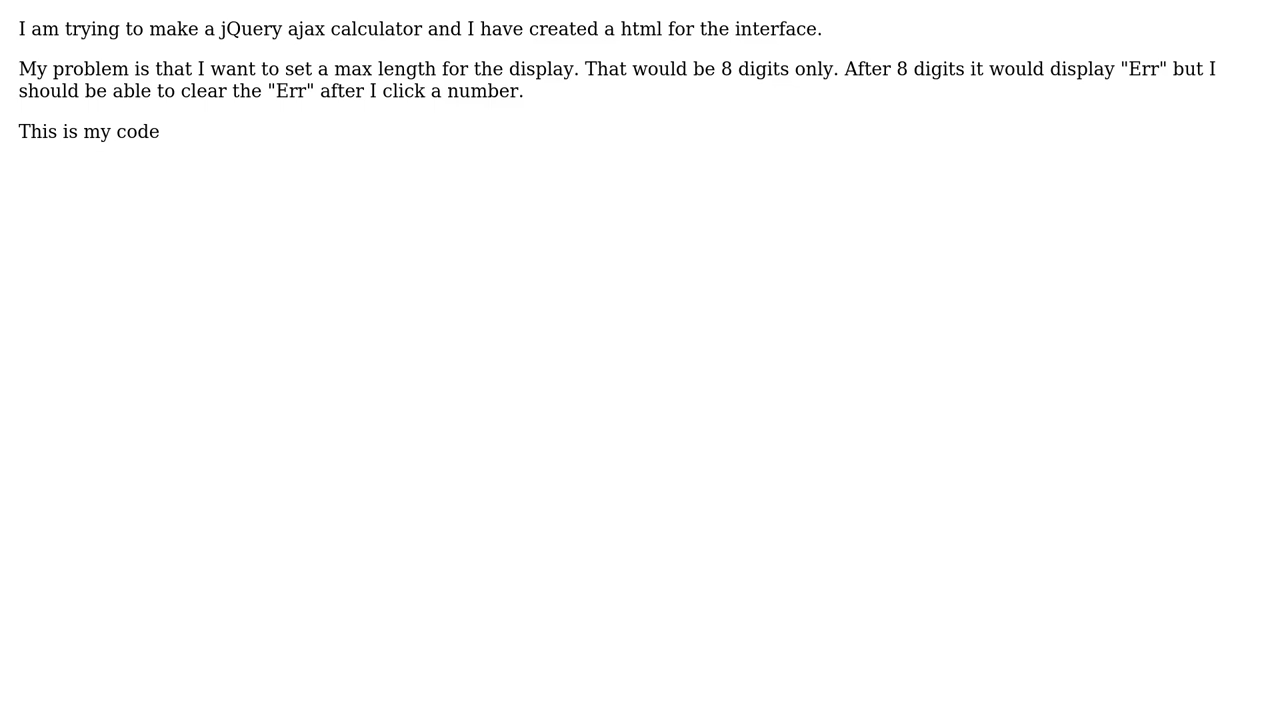 I am trying to make a jQuery ajax calculator and I have created a html for the interface.
My problem is that I want to set a max length for the display. That would be 8 digits only. After 8 digits it would display "Err" but I
should be able to clear the "Err" after I click a number.
This is my code